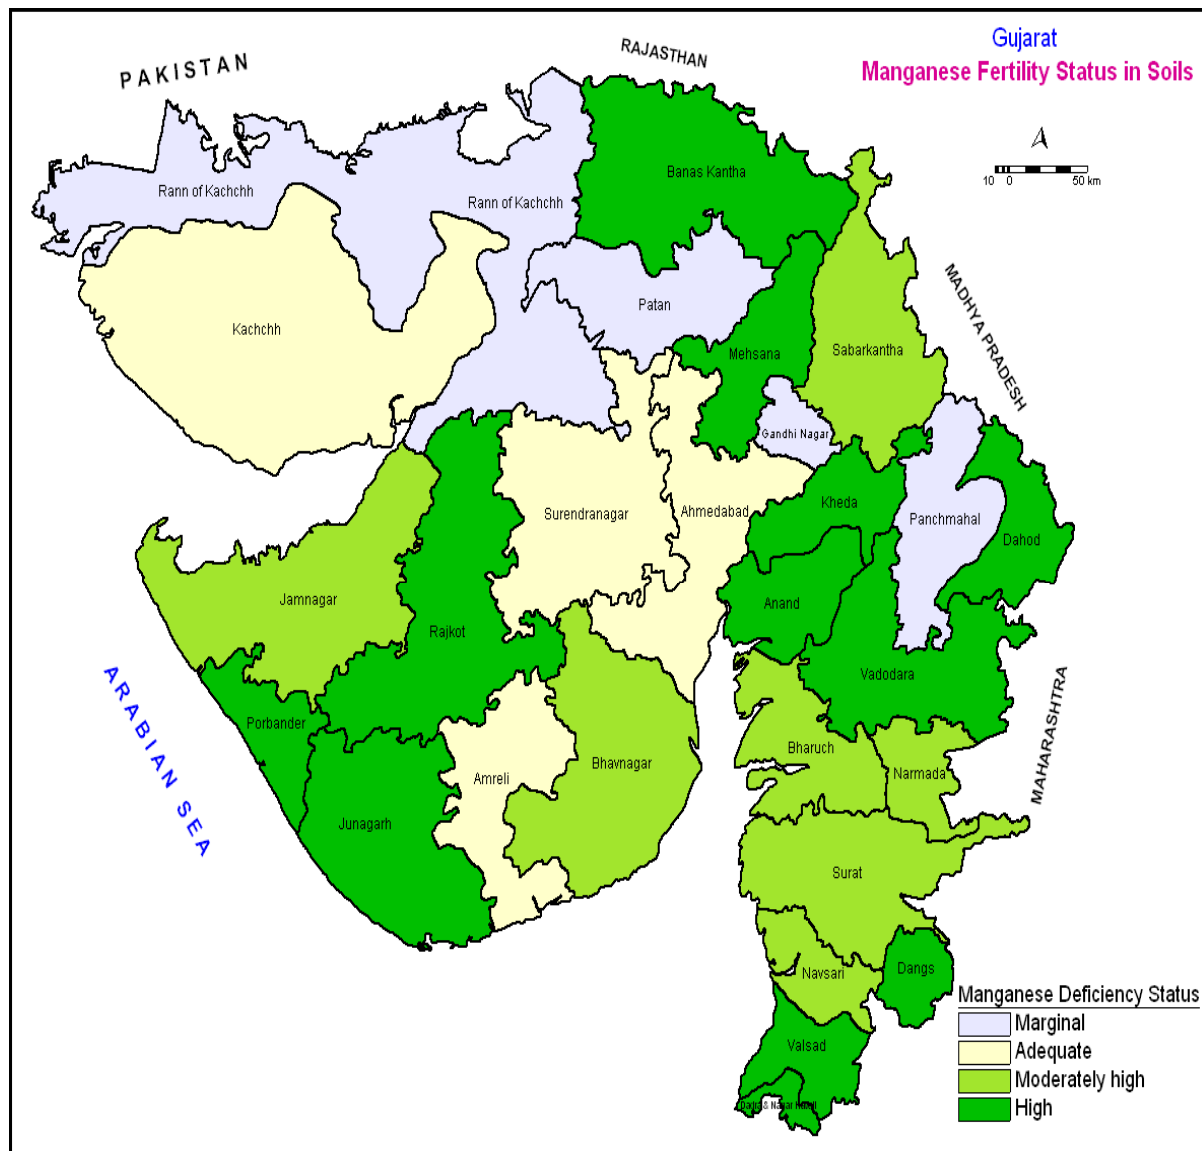 Gujarat
Manganese Fertility Status in Soils
PAKISTAN
RAJASTHAN
10 0 50 km
Banas Kantha
Rann of Kachchh
Rann of Kachchh
MADHYA PRADESH
Patan
Kachchh
Mehsana
Sabarkantha
Gandhi Nagar
Kheda
Surendranagar
Ahmedabad
Panchmahal
Dahod
Jamnagar
Anand
Rajkot
Vadodara
ARABIAN SEA
MAHARASHTRA
Porbander
Bharuch
Bhavnagar
Narmada
Amreli
Junagarh
Surat
Navsari
Dangs
Valsad
Dadra & Nagar Haveli
Manganese Deficiency Status
Marginal
Adequate
Moderately high
High